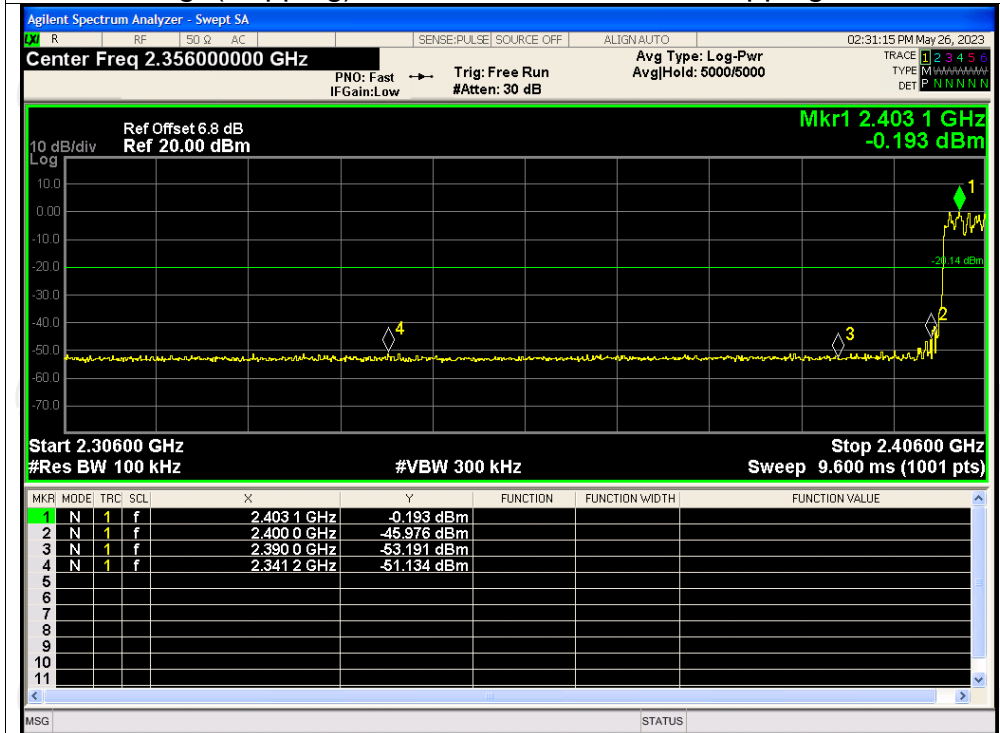 Agilent Spectrum Analyzer - Swept SA
LXI R RF 50 Ω AC SENSE:PULSE SOURCE OFF ALIGN AUTO 02:31:15 PM May 26, 2023
Center Freq 2.356000000 GHz
PNO: Fast
IFGain:Low
Trig: Free Run
#Atten: 30 dB
Avg Type: Log-Pwr
Avg|Hold: 5000/5000
TRACE 1 2 3 4 5 6
TYPE M
DET P N N N N N
Ref Offset 6.8 dB
Ref 20.00 dBm
10 dB/div
Log
Mkr1 2.403 1 GHz
-0.193 dBm
10.0
0.00
-10.0
-20.0
-30.0
-40.0
-50.0
-60.0
-70.0
1
-20.14 dBm
2
3
4
Start 2.30600 GHz
Stop 2.40600 GHz
#Res BW 100 kHz
#VBW 300 kHz
Sweep 9.600 ms (1001 pts)
MKR MODE TRC SCL X Y FUNCTION FUNCTION WIDTH FUNCTION VALUE
1 N 1 f 2.403 1 GHz -0.193 dBm
2 N 1 f 2.400 0 GHz -45.976 dBm
3 N 1 f 2.390 0 GHz -53.191 dBm
4 N 1 f 2.341 2 GHz -51.134 dBm
5
6
7
8
9
10
11
MSG
STATUS